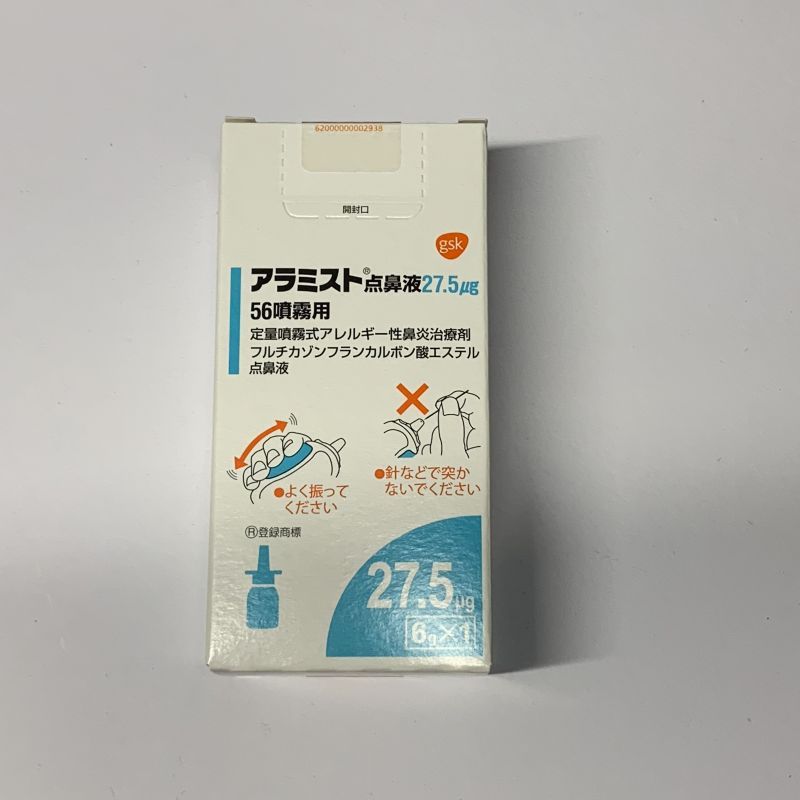 62000000002938
開封口
gsk
アラミスト®点鼻液27.5μg
56噴霧用
定量噴霧式アレルギー性鼻炎治療剤
フルチカゾンフランカルボン酸エステル
点鼻液
●よく振って
ください
●針などで突か
ないでください
Ⓡ登録商標
27.5μg
6g×1